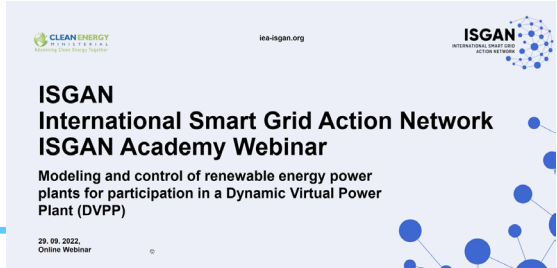 CLEAN ENERGY
MINISTERIAL
Advancing Clean Energy Together
iea-isgan.org
ISGAN
INTERNATIONAL SMART GRID
ACTION NETWORK
ISGAN
International Smart Grid Action Network
ISGAN Academy Webinar
Modeling and control of renewable energy power
plants for participation in a Dynamic Virtual Power
Plant (DVPP)
29. 09. 2022,
Online Webinar
©